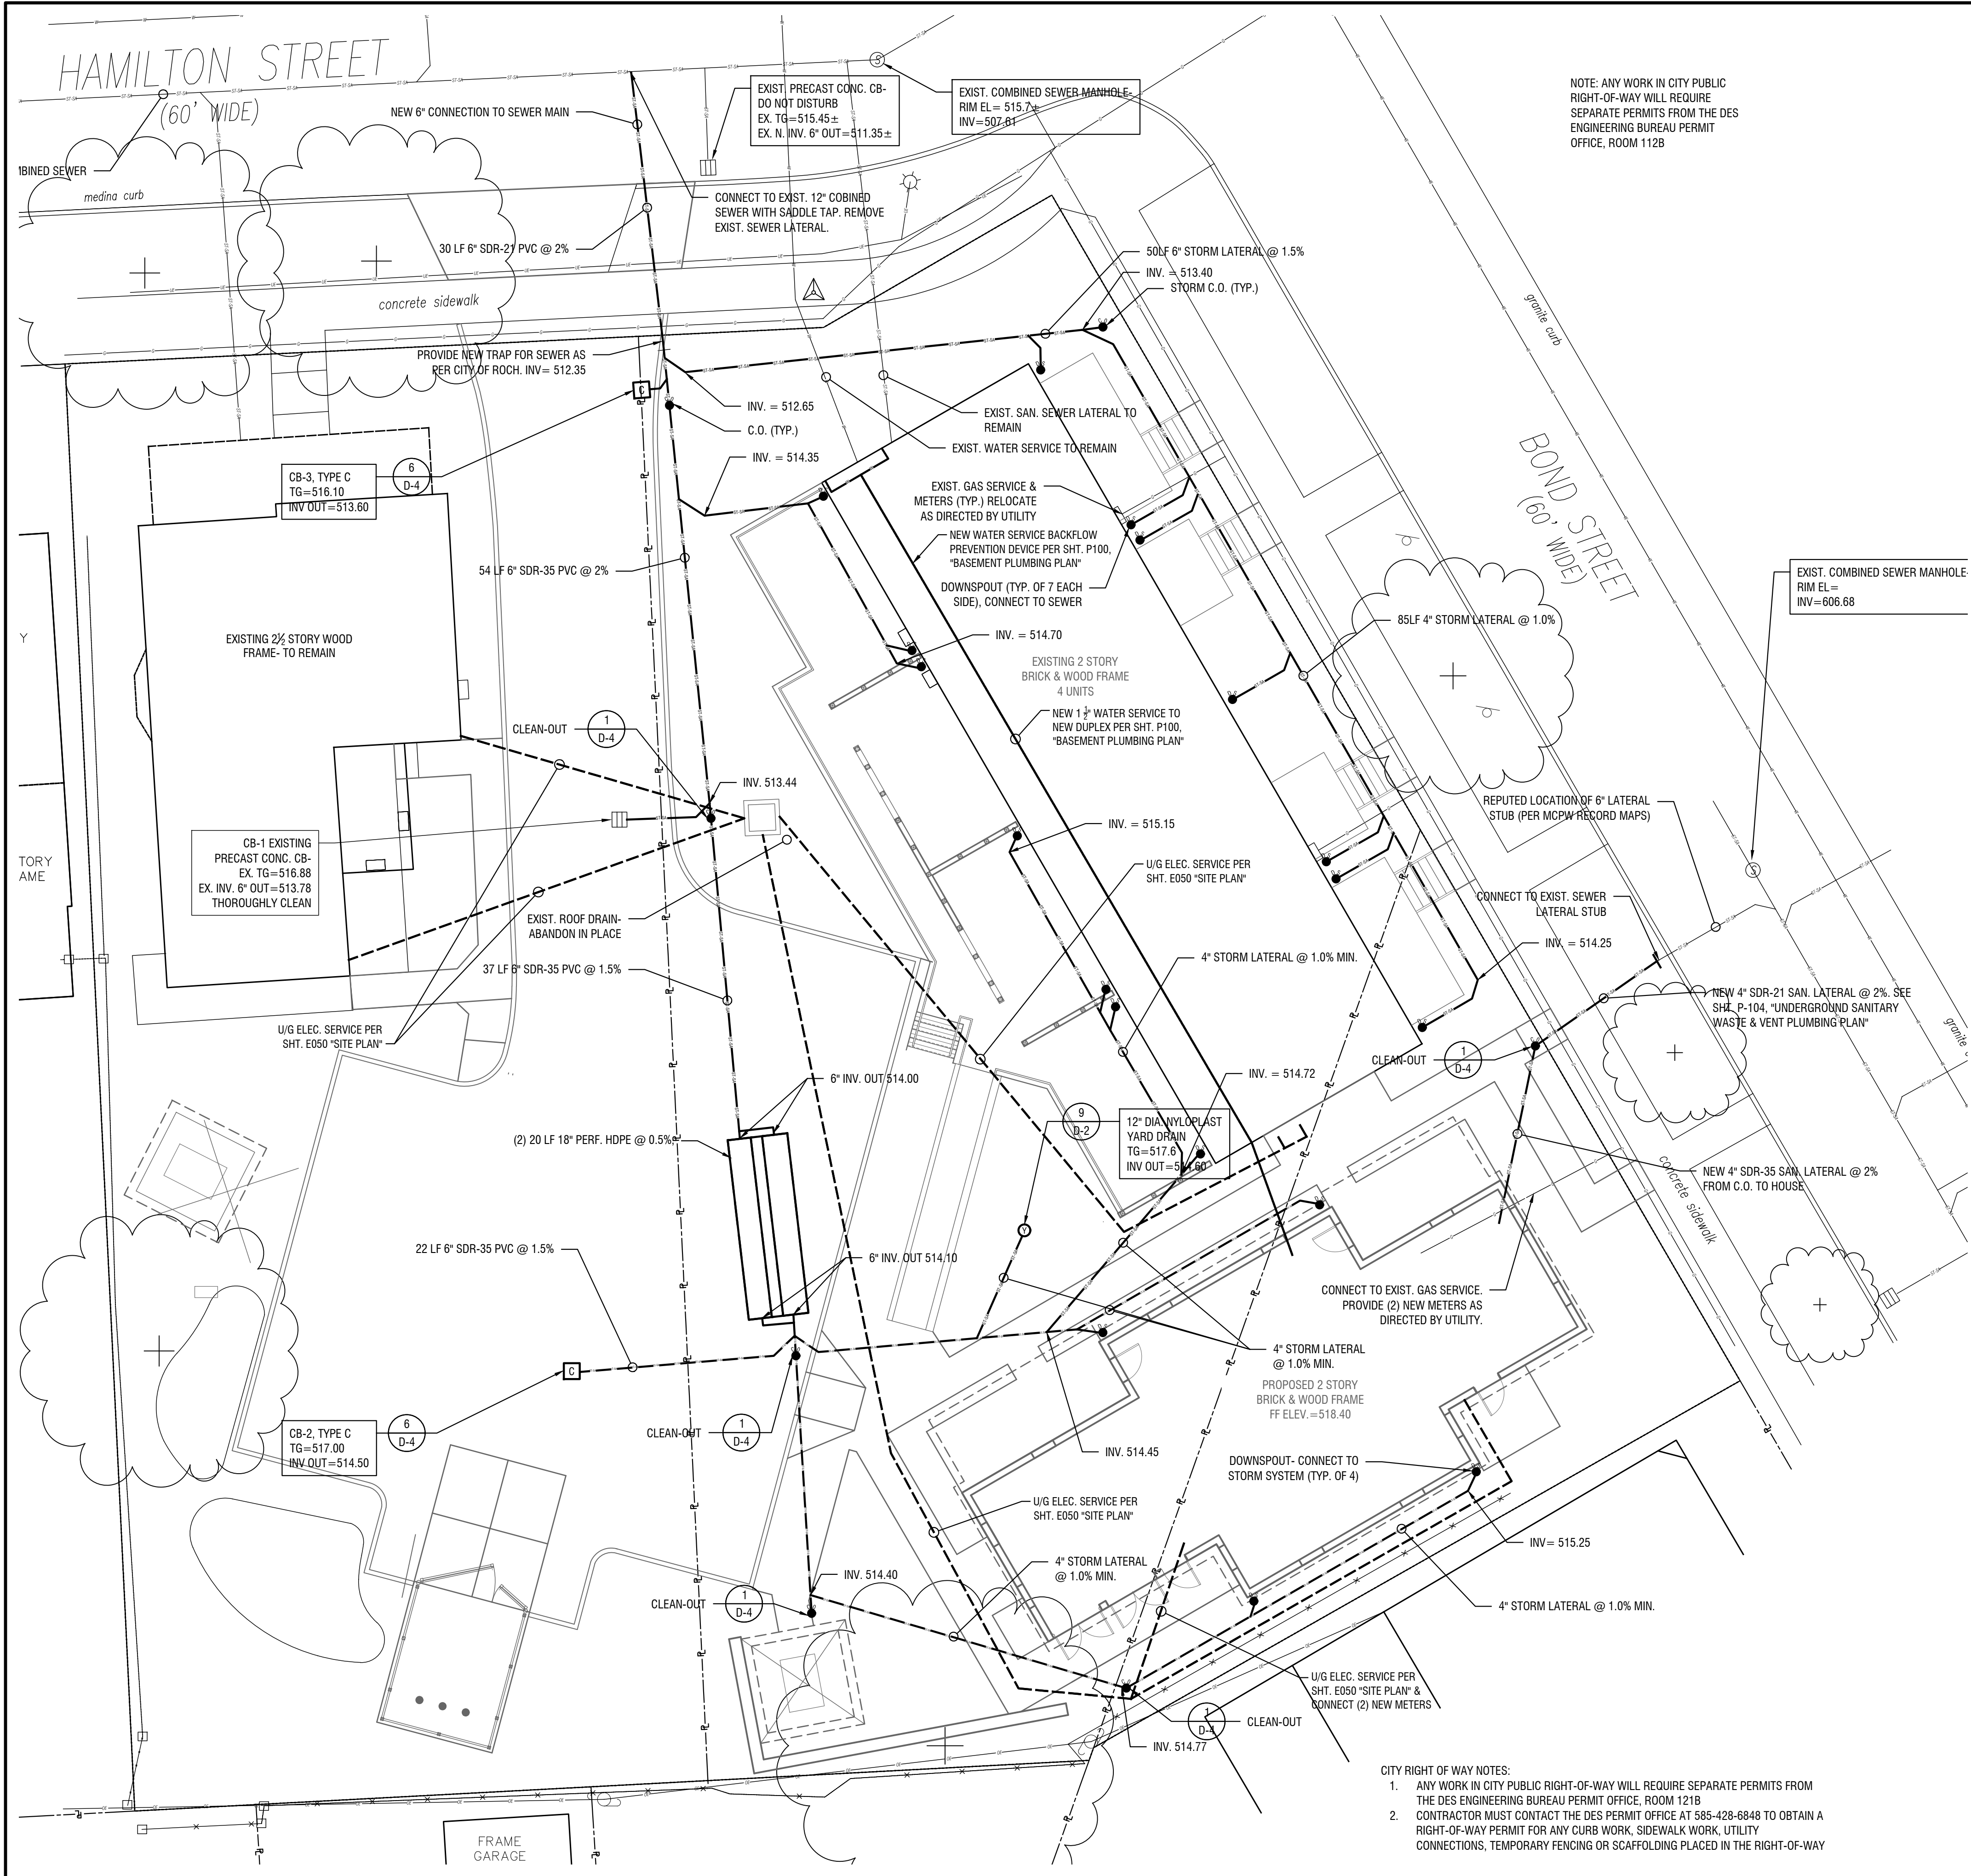 HAMILTON STREET
(60' WIDE)
NEW 6" CONNECTION TO SEWER MAIN
EXIST. PRECAST CONC. CB-
DO NOT DISTURB
EX. TG=515.45±
EX. N. INV. 6" OUT=511.35±
EXIST. COMBINED SEWER MANHOLE-
RIM EL= 515.7±
INV=507.61
NOTE: ANY WORK IN CITY PUBLIC
RIGHT-OF-WAY WILL REQUIRE
SEPARATE PERMITS FROM THE DES
ENGINEERING BUREAU PERMIT
OFFICE, ROOM 112B
MBINED SEWER
medina curb
CONNECT TO EXIST. 12" COBINED
SEWER WITH SADDLE TAP. REMOVE
EXIST. SEWER LATERAL.
30 LF 6" SDR-21 PVC @ 2%
50LF 6" STORM LATERAL @ 1.5%
INV. = 513.40
STORM C.O. (TYP.)
concrete sidewalk
granite curb
PROVIDE NEW TRAP FOR SEWER AS
PER CITY OF ROCH. INV= 512.35
C
INV. = 512.65
C.O. (TYP.)
INV. = 514.35
EXIST. SAN. SEWER LATERAL TO
REMAIN
EXIST. WATER SERVICE TO REMAIN
CB-3, TYPE C
TG=516.10
INV OUT=513.60
6
D-4
EXIST. GAS SERVICE &
METERS (TYP.) RELOCATE
AS DIRECTED BY UTILITY
NEW WATER SERVICE BACKFLOW
PREVENTION DEVICE PER SHT. P100,
"BASEMENT PLUMBING PLAN"
DOWNSPOUT (TYP. OF 7 EACH
SIDE), CONNECT TO SEWER
BOND STREET
(60' WIDE)
54 LF 6" SDR-35 PVC @ 2%
EXIST. COMBINED SEWER MANHOLE-
RIM EL=
INV=606.68
Y
EXISTING 2½ STORY WOOD
FRAME- TO REMAIN
85LF 4" STORM LATERAL @ 1.0%
INV. = 514.70
EXISTING 2 STORY
BRICK & WOOD FRAME
4 UNITS
NEW 1 ½" WATER SERVICE TO
NEW DUPLEX PER SHT. P100,
"BASEMENT PLUMBING PLAN"
CLEAN-OUT
1
D-4
INV. 513.44
REPUTED LOCATION OF 6" LATERAL
STUB (PER MCPW RECORD MAPS)
INV. = 515.15
CB-1 EXISTING
PRECAST CONC. CB-
EX. TG=516.88
EX. INV. 6" OUT=513.78
THOROUGHLY CLEAN
TORY
AME
U/G ELEC. SERVICE PER
SHT. E050 "SITE PLAN"
S
EXIST. ROOF DRAIN-
ABANDON IN PLACE
CONNECT TO EXIST. SEWER
LATERAL STUB
INV. = 514.25
37 LF 6" SDR-35 PVC @ 1.5%
4" STORM LATERAL @ 1.0% MIN.
NEW 4" SDR-21 SAN. LATERAL @ 2%. SEE
SHT. P-104, "UNDERGROUND SANITARY
WASTE & VENT PLUMBING PLAN"
granite
U/G ELEC. SERVICE PER
SHT. E050 "SITE PLAN"
CLEAN-OUT
1
D-4
6" INV. OUT 514.00
INV. = 514.72
9
D-2
12" DIA. NYLOPLAST
YARD DRAIN
TG=517.6
INV OUT=514.60
(2) 20 LF 18" PERF. HDPE @ 0.5%
NEW 4" SDR-35 SAN. LATERAL @ 2%
FROM C.O. TO HOUSE
concrete sidewalk
Y
22 LF 6" SDR-35 PVC @ 1.5%
6" INV. OUT 514.10
CONNECT TO EXIST. GAS SERVICE.
PROVIDE (2) NEW METERS AS
DIRECTED BY UTILITY.
4" STORM LATERAL
@ 1.0% MIN.
C
PROPOSED 2 STORY
BRICK & WOOD FRAME
FF ELEV.=518.40
CB-2, TYPE C
TG=517.00
INV OUT=514.50
6
D-4
CLEAN-OUT
1
D-4
INV. 514.45
DOWNSPOUT- CONNECT TO
STORM SYSTEM (TYP. OF 4)
U/G ELEC. SERVICE PER
SHT. E050 "SITE PLAN"
INV= 515.25
4" STORM LATERAL
@ 1.0% MIN.
INV. 514.40
CLEAN-OUT
1
D-4
4" STORM LATERAL @ 1.0% MIN.
U/G ELEC. SERVICE PER
SHT. E050 "SITE PLAN" &
CONNECT (2) NEW METERS
1
D-4
CLEAN-OUT
INV. 514.77
FRAME
GARAGE
CITY RIGHT OF WAY NOTES:
1. ANY WORK IN CITY PUBLIC RIGHT-OF-WAY WILL REQUIRE SEPARATE PERMITS FROM
THE DES ENGINEERING BUREAU PERMIT OFFICE, ROOM 121B
2. CONTRACTOR MUST CONTACT THE DES PERMIT OFFICE AT 585-428-6848 TO OBTAIN A
RIGHT-OF-WAY PERMIT FOR ANY CURB WORK, SIDEWALK WORK, UTILITY
CONNECTIONS, TEMPORARY FENCING OR SCAFFOLDING PLACED IN THE RIGHT-OF-WAY